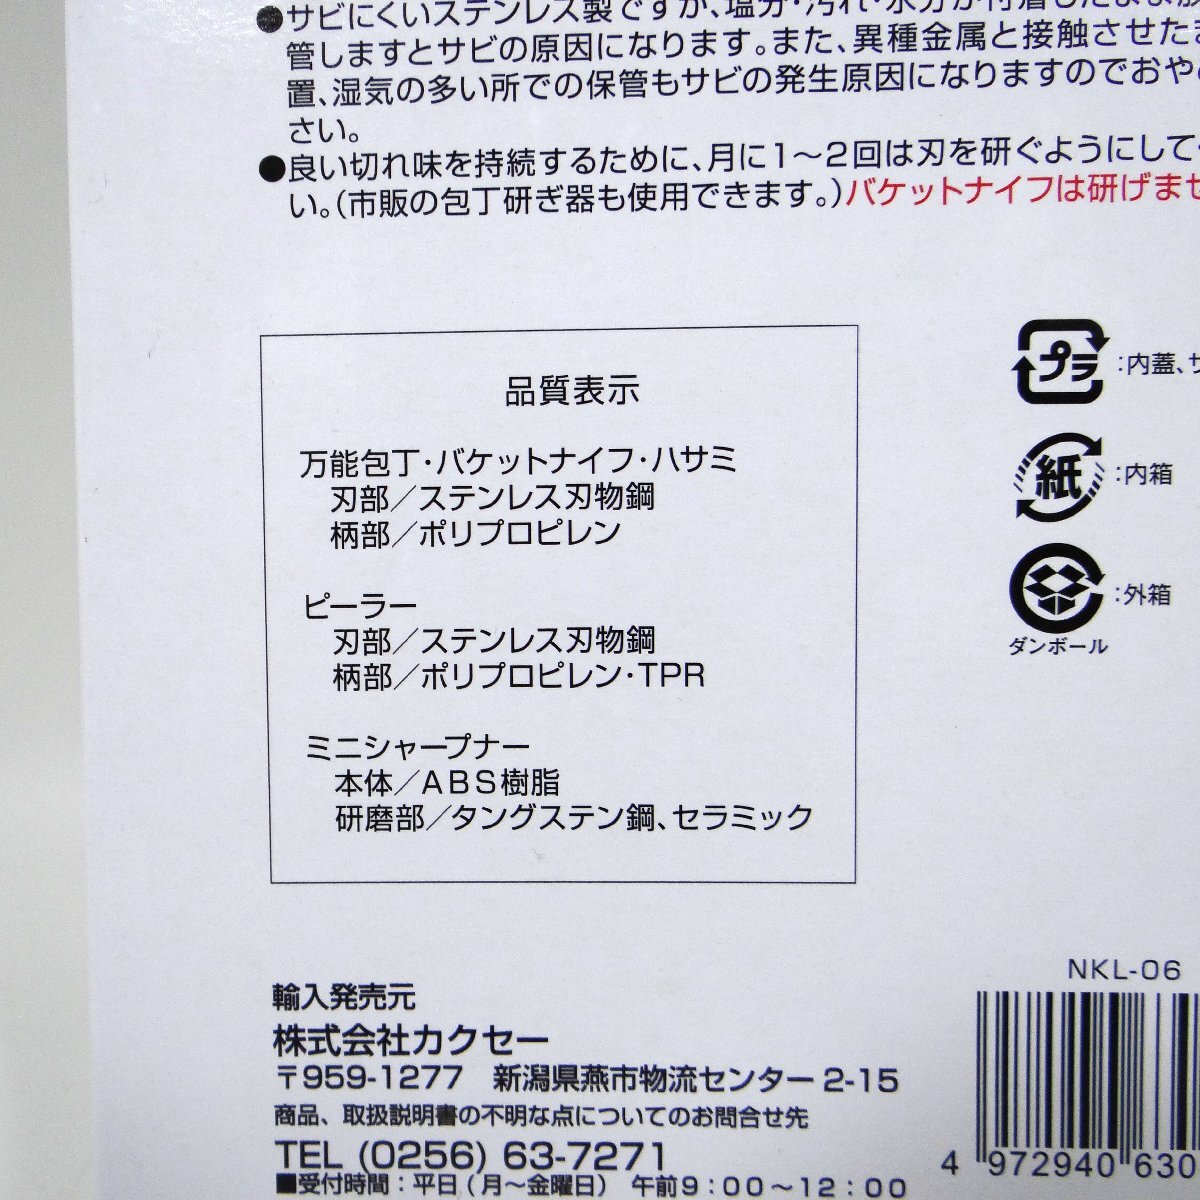 ●サビにくいステンレス製ですが、塩分・汚れ・水分が付着したまま
管しますとサビの原因になります。また、異種金属と接触させたま
置、湿気の多い所での保管もサビの発生原因になりますのでおやめ
さい。
●良い切れ味を持続するために、月に1〜2回は刃を研ぐようにして
い。(市販の包丁研ぎ器も使用できます。)バケットナイフは研げませ
品質表示
万能包丁・バケットナイフ・ハサミ
刃部／ステンレス刃物鋼
柄部／ポリプロピレン
ピーラー
刃部／ステンレス刃物鋼
柄部／ポリプロピレン・TPR
ミニシャープナー
本体／ABS樹脂
研磨部／タングステン鋼、セラミック
プラ :内蓋、サ
紙 :内箱
:外箱
ダンボール
輸入発売元
株式会社カクセー
〒959-1277 新潟県燕市物流センター2-15
商品、取扱説明書の不明な点についてのお問合せ先
TEL (0256) 63-7271
■受付時間:平日(月〜金曜日) 午前9:00〜12:00
NKL-06
4 972940 630